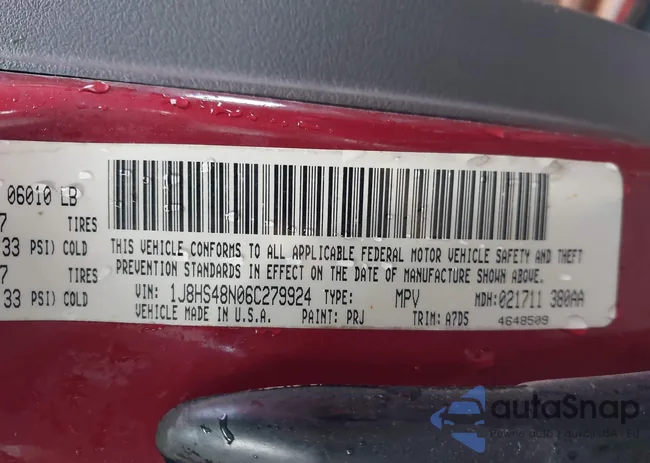 06010 LB
7 TIRES
33 PSI) COLD
7 TIRES
33 PSI) COLD
THIS VEHICLE CONFORMS TO ALL APPLICABLE FEDERAL MOTOR VEHICLE SAFETY AND THEFT
PREVENTION STANDARDS IN EFFECT ON THE DATE OF MANUFACTURE SHOWN ABOVE.
VIN: 1J8HS48N06C279924 TYPE: MPV MDH:021711 380AA
VEHICLE MADE IN U.S.A. PAINT: PRJ TRIM: A7D5 4648509
autaSnap